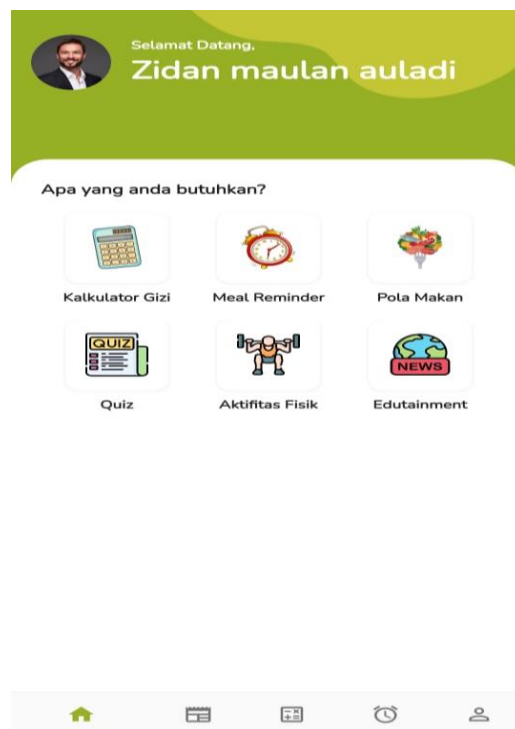 Selamat Datang,
Zidan maulan auladi
Apa yang anda butuhkan?
Kalkulator Gizi Meal Reminder Pola Makan
QUIZ NEWS
Quiz Aktifitas Fisik Edutainment